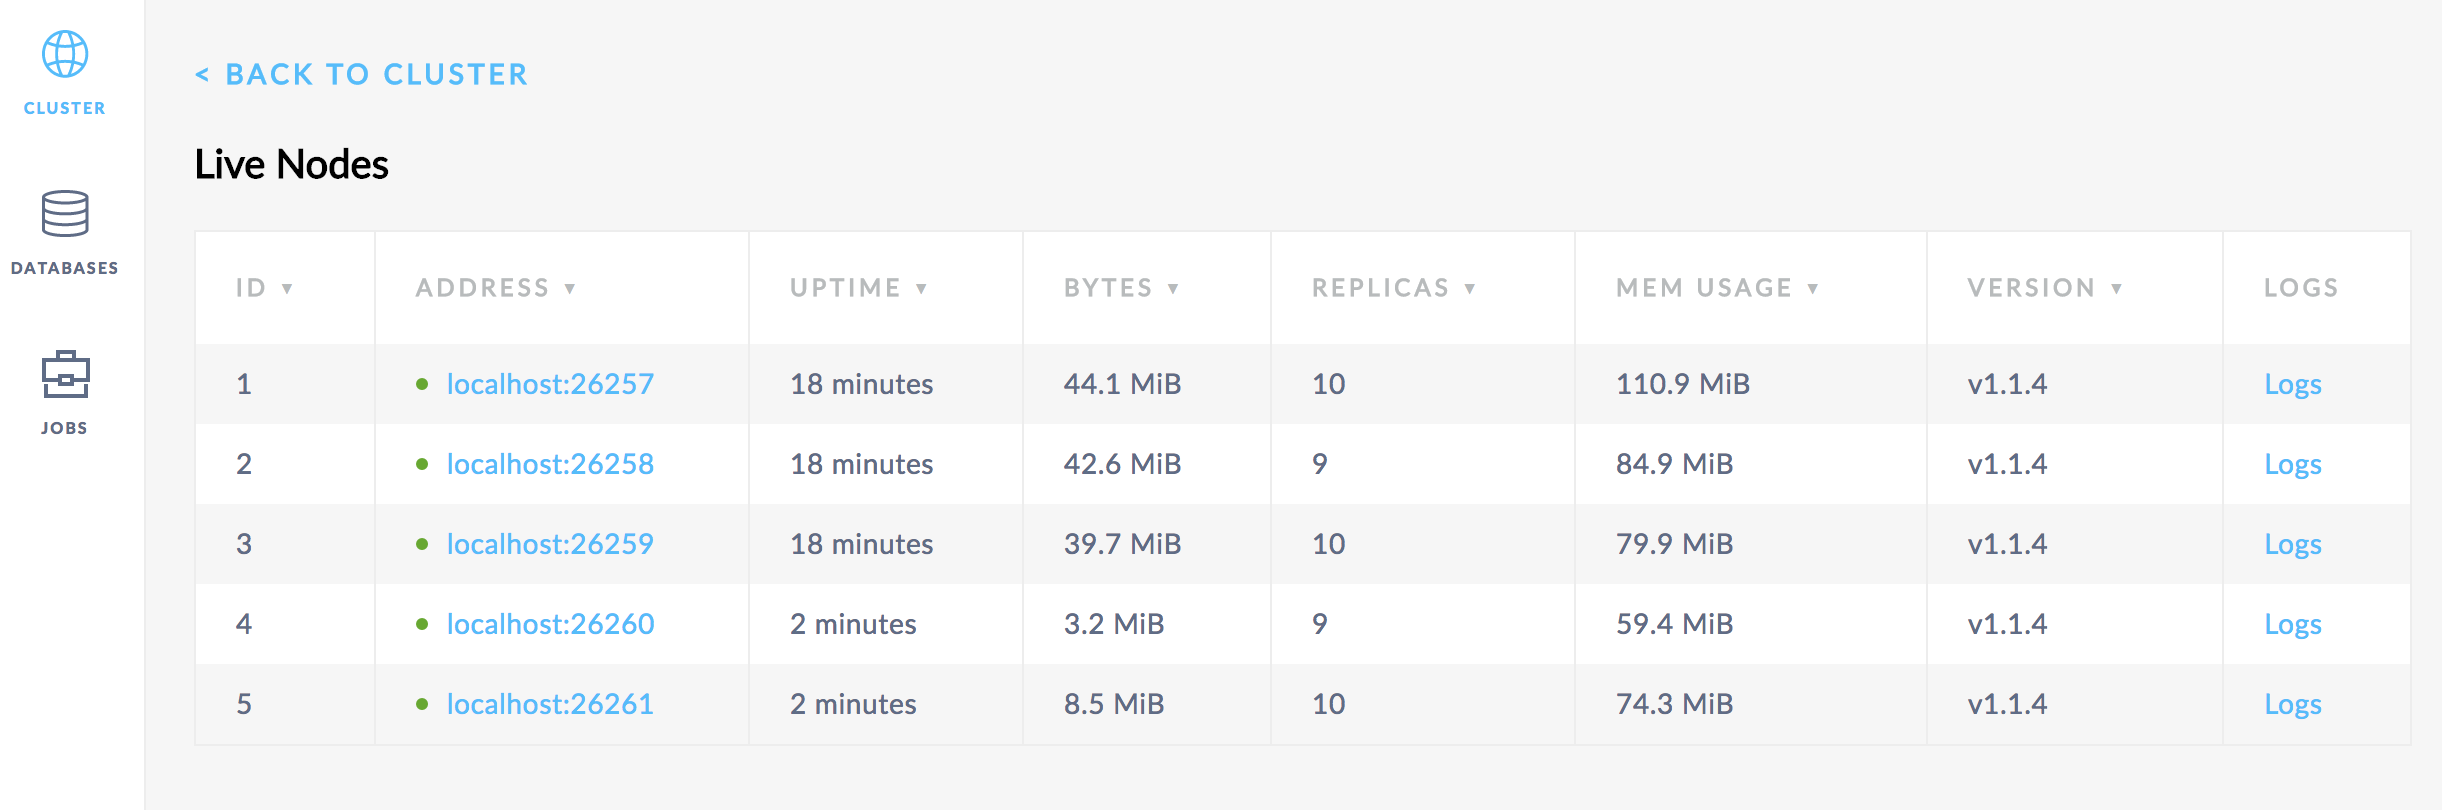 CLUSTER
DATABASES
JOBS
< BACK TO CLUSTER
Live Nodes
ID ▼ ADDRESS ▼ UPTIME ▼ BYTES ▼ REPLICAS ▼ MEM USAGE ▼ VERSION ▼ LOGS
1 localhost:26257 18 minutes 44.1 MiB 10 110.9 MiB v1.1.4 Logs
2 localhost:26258 18 minutes 42.6 MiB 9 84.9 MiB v1.1.4 Logs
3 localhost:26259 18 minutes 39.7 MiB 10 79.9 MiB v1.1.4 Logs
4 localhost:26260 2 minutes 3.2 MiB 9 59.4 MiB v1.1.4 Logs
5 localhost:26261 2 minutes 8.5 MiB 10 74.3 MiB v1.1.4 Logs